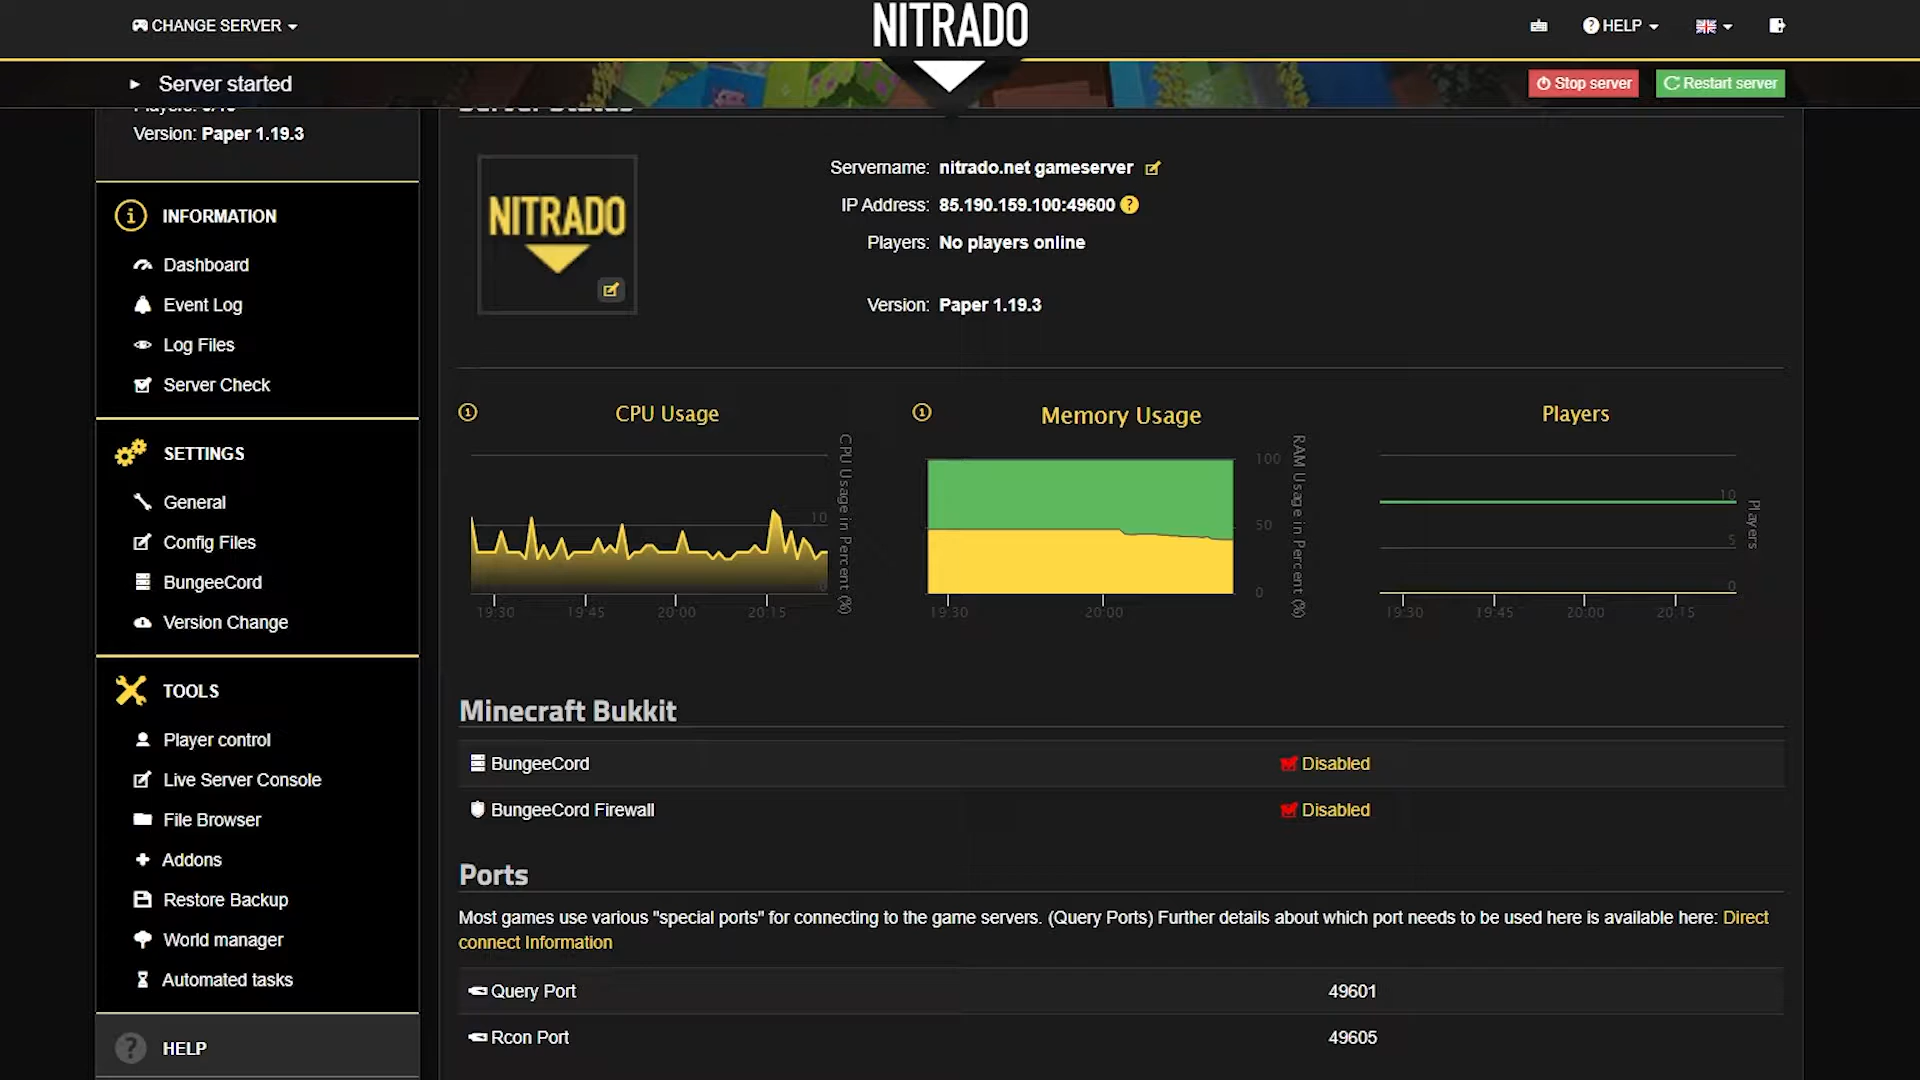 CHANGE SERVER
NITRADO
HELP
Server started
Stop server
Restart server
Version: Paper 1.19.3
INFORMATION
Dashboard
Event Log
Log Files
Server Check
SETTINGS
General
Config Files
BungeeCord
Version Change
TOOLS
Player control
Live Server Console
File Browser
Addons
Restore Backup
World manager
Automated tasks
HELP
Server Status
NITRADO
Servername: nitrado.net gameserver
IP Address: 85.190.159.100:49600
Players: No players online
Version: Paper 1.19.3
CPU Usage
CPU Usage in Percent (%)
10
0
19:30 19:45 20:00 20:15
Memory Usage
RAM Usage in Percent (%)
100
50
0
19:30 20:00
Players
Players
10
5
0
19:30 19:45 20:00 20:15
Minecraft Bukkit
BungeeCord Disabled
BungeeCord Firewall Disabled
Ports
Most games use various "special ports" for connecting to the game servers. (Query Ports) Further details about which port needs to be used here is available here: Direct
connect Information
Query Port 49601
Rcon Port 49605